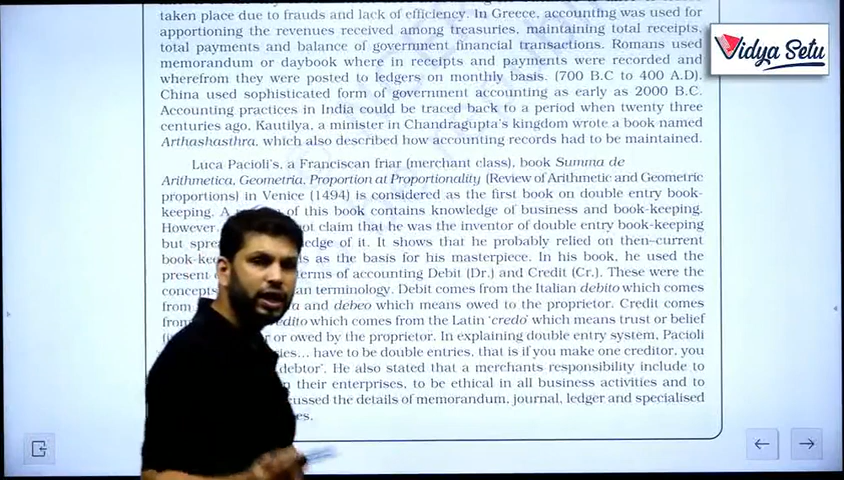 taken place due to frauds and lack of efficiency. In Greece, accounting was used for
apportioning the revenues received among treasuries, maintaining total receipts,
total payments and balance of government financial transactions. Romans used
memorandum or daybook where in receipts and payments were recorded and
wherefrom they were posted to ledgers on monthly basis. (700 B.C to 400 A.D).
China used sophisticated form of government accounting as early as 2000 B.C.
Accounting practices in India could be traced back to a period when twenty three
centuries ago, Kautilya, a minister in Chandragupta's kingdom wrote a book named
Arthashasthra, which also described how accounting records had to be maintained.
Luca Pacioli's, a Franciscan friar (merchant class), book Summa de
Arithmetica, Geometria, Proportion at Proportionality (Review of Arithmetic and Geometric
proportions) in Venice (1494) is considered as the first book on double entry book-
keeping. A of this book contains knowledge of business and book-keeping.
However, not claim that he was the inventor of double entry book-keeping
but of it. It shows that he probably relied on then–current
as the basis for his masterpiece. In his book, he used the
present terms of accounting Debit (Dr.) and Credit (Cr.). These were the
concepts terminology. Debit comes from the Italian debito which comes
from and debeo which means owed to the proprietor. Credit comes
which comes from the Latin 'credo' which means trust or belief
or owed by the proprietor. In explaining double entry system, Pacioli
have to be double entries, that is if you make one creditor, you
debtor'. He also stated that a merchants responsibility include to
their enterprises, to be ethical in all business activities and to
the details of memorandum, journal, ledger and specialised
Vidya Setu